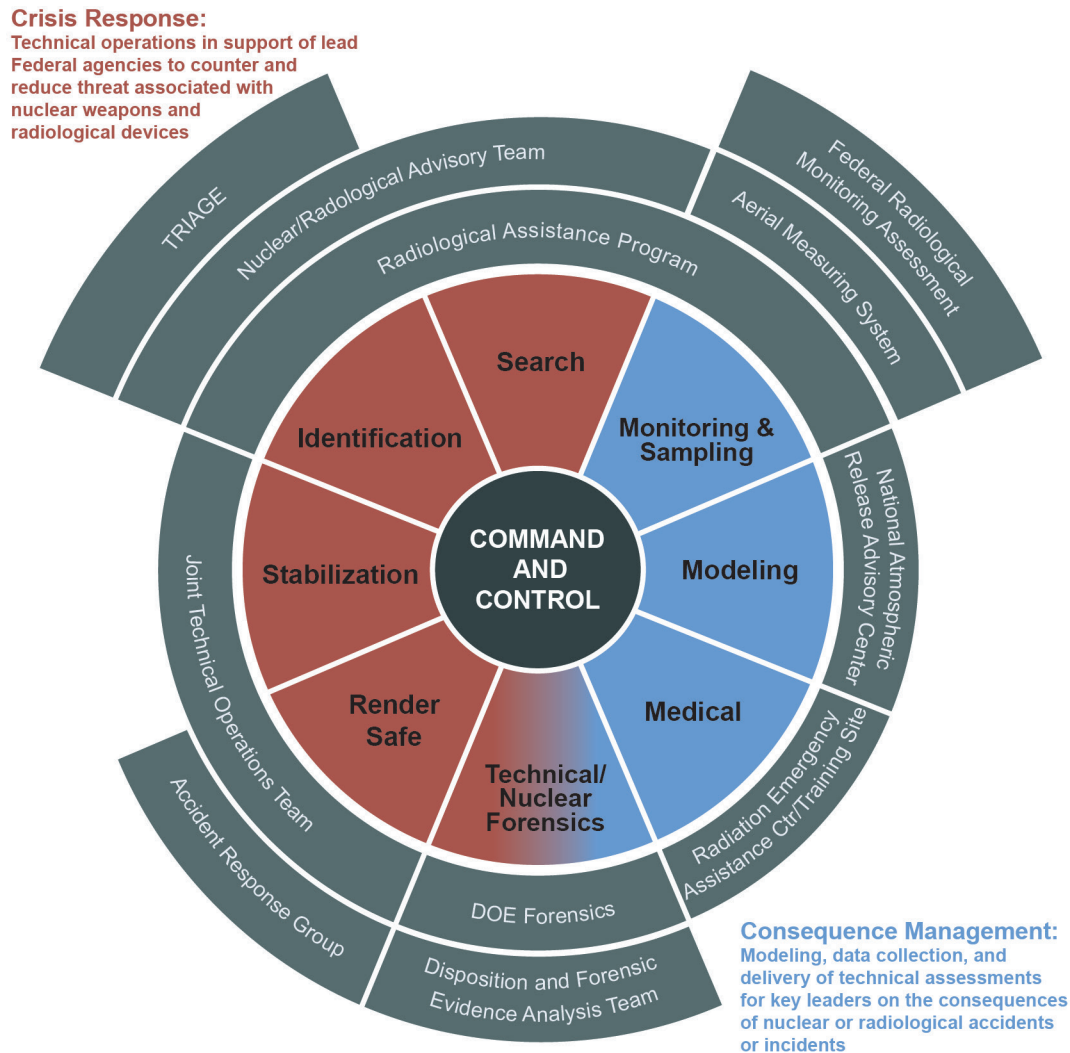 Crisis Response:
Technical operations in support of lead
Federal agencies to counter and
reduce threat associated with
nuclear weapons and
radiological devices
TRIAGE
Nuclear/Radological Advisory Team
Radiological Assistance Program
Federal Radiological
Monitoring Assessment
Aerial Measuring System
Search
Identification
Monitoring &
Sampling
Stabilization
COMMAND
AND
CONTROL
Modeling
National Atmospheric
Release Advisory Center
Joint Technical Operations Team
Render
Safe
Technical/
Nuclear
Forensics
Medical
Radiation Emergency
Assistance Ctr/Training Site
Accident Response Group
DOE Forensics
Disposition and Forensic
Evidence Analysis Team
Consequence Management:
Modeling, data collection, and
delivery of technical assessments
for key leaders on the consequences
of nuclear or radiological accidents
or incidents